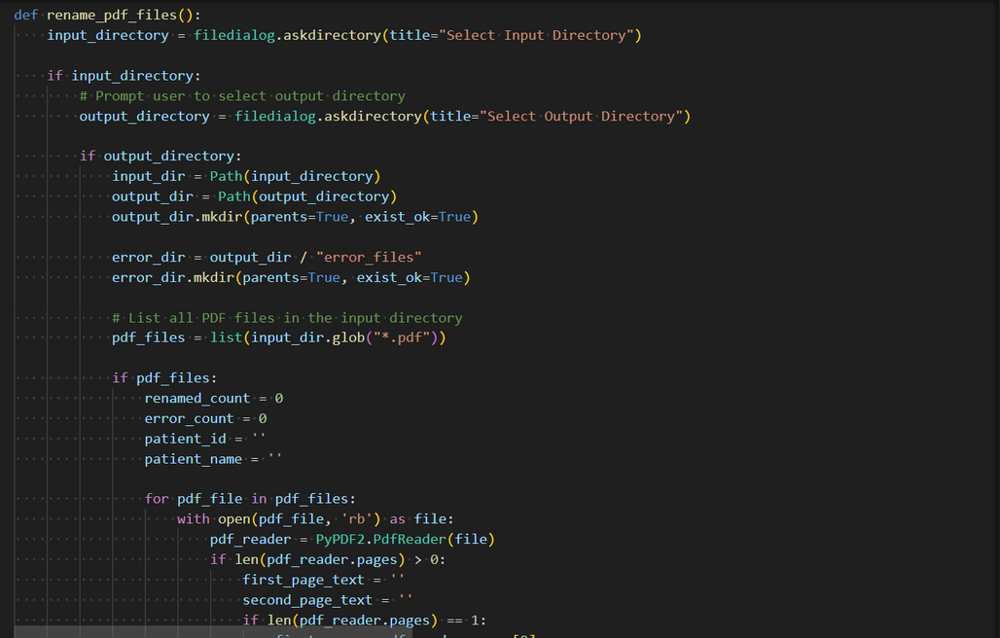 def rename_pdf_files():
    input_directory = filedialog.askdirectory(title="Select Input Directory")

    if input_directory:
        # Prompt user to select output directory
        output_directory = filedialog.askdirectory(title="Select Output Directory")

        if output_directory:
            input_dir = Path(input_directory)
            output_dir = Path(output_directory)
            output_dir.mkdir(parents=True, exist_ok=True)

            error_dir = output_dir / "error_files"
            error_dir.mkdir(parents=True, exist_ok=True)

            # List all PDF files in the input directory
            pdf_files = list(input_dir.glob("*.pdf"))

            if pdf_files:
                renamed_count = 0
                error_count = 0
                patient_id = ''
                patient_name = ''

                for pdf_file in pdf_files:
                    with open(pdf_file, 'rb') as file:
                        pdf_reader = PyPDF2.PdfReader(file)
                        if len(pdf_reader.pages) > 0:
                            first_page_text = ''
                            second_page_text = ''
                            if len(pdf_reader.pages) == 1: